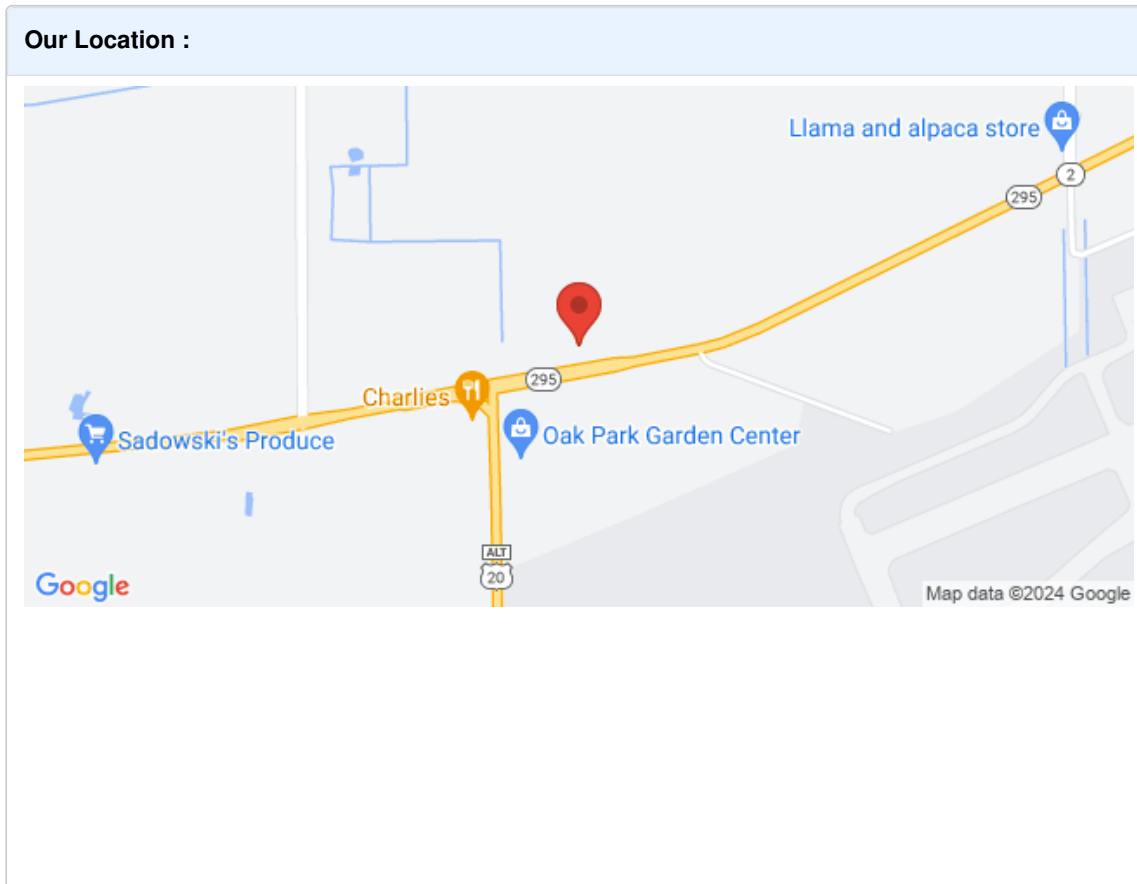 Our Location :
Llama and alpaca store
2
295
295
Charlies
Sadowski's Produce
Oak Park Garden Center
ALT
20
Google
Map data ©2024 Google